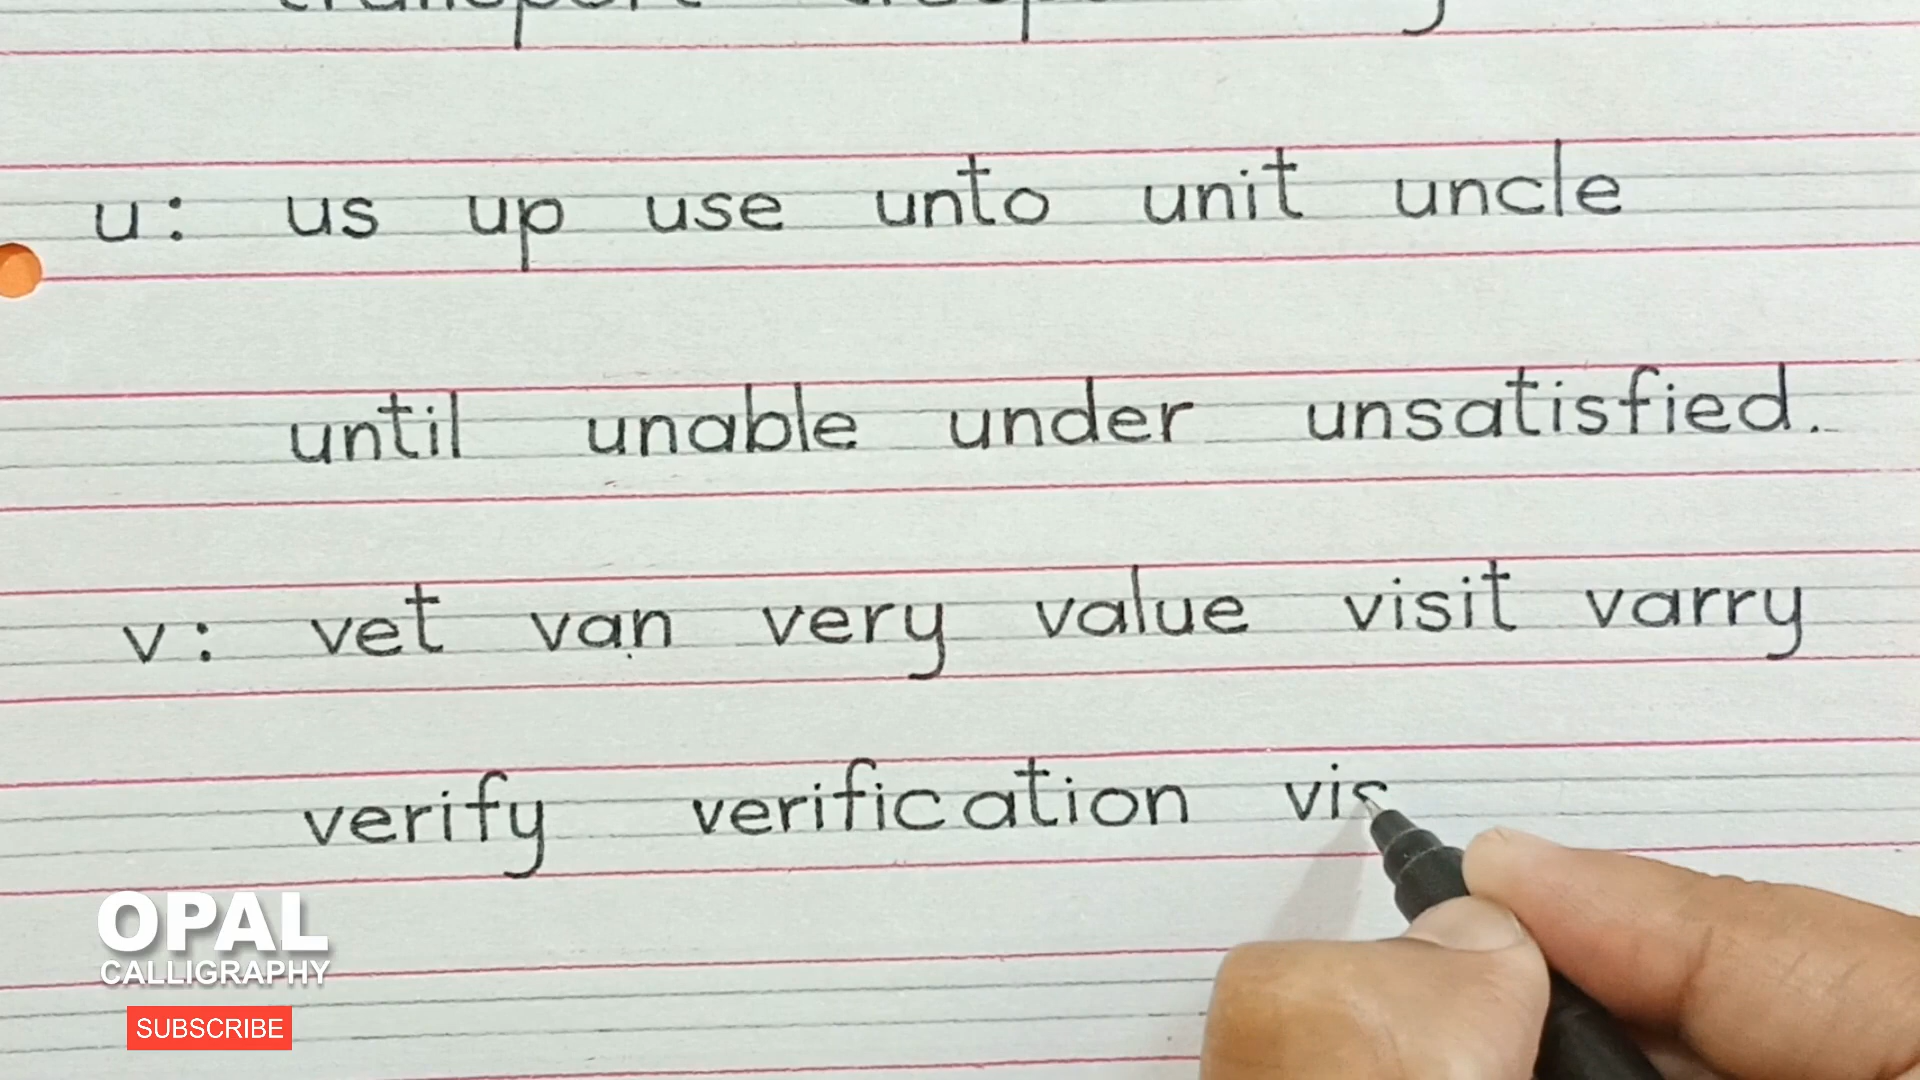 transport
u: us up use unto unit uncle
until unable under unsatisfied.
v: vet van very value visit varry
verify verification vis
OPAL
CALLIGRAPHY
SUBSCRIBE